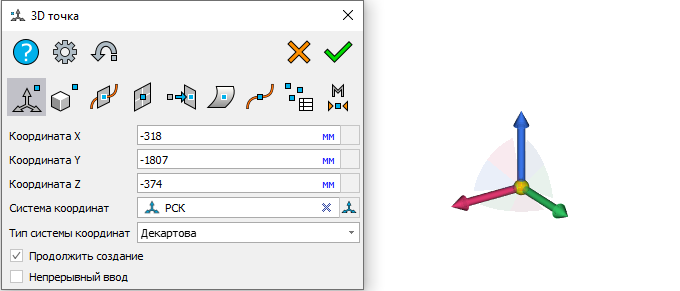 3D точка
Координата X -318 мм
Координата Y -1807 мм
Координата Z -374 мм
Система координат РСК
Тип системы координат Декартова
Продолжить создание
Непрерывный ввод